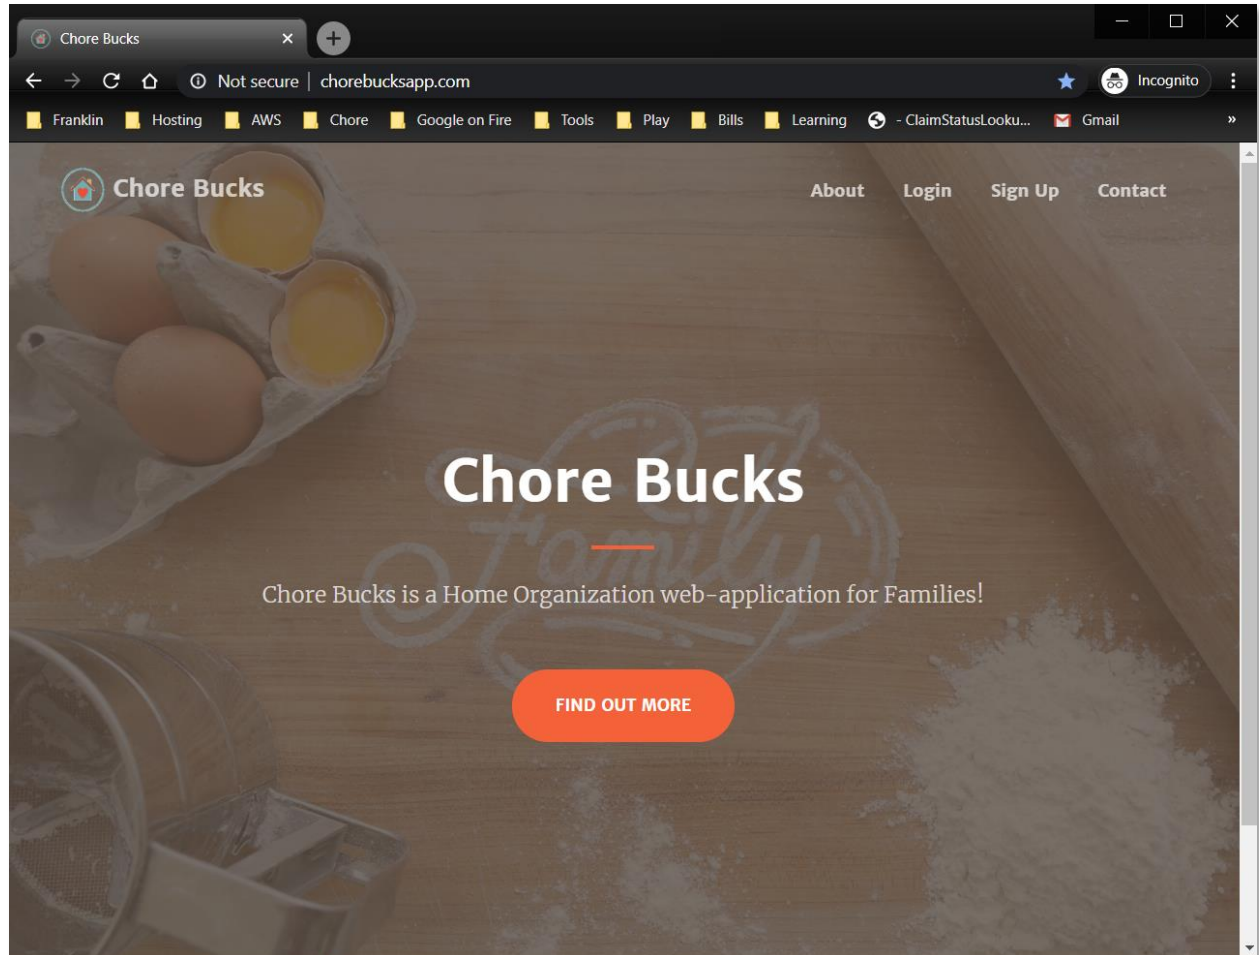 Chore Bucks
Not secure | chorebucksapp.com
Incognito
Franklin Hosting AWS Chore Google on Fire Tools Play Bills Learning - ClaimStatusLooku... Gmail »
Chore Bucks About Login Sign Up Contact
Chore Bucks
Family
Chore Bucks is a Home Organization web-application for Families!
FIND OUT MORE